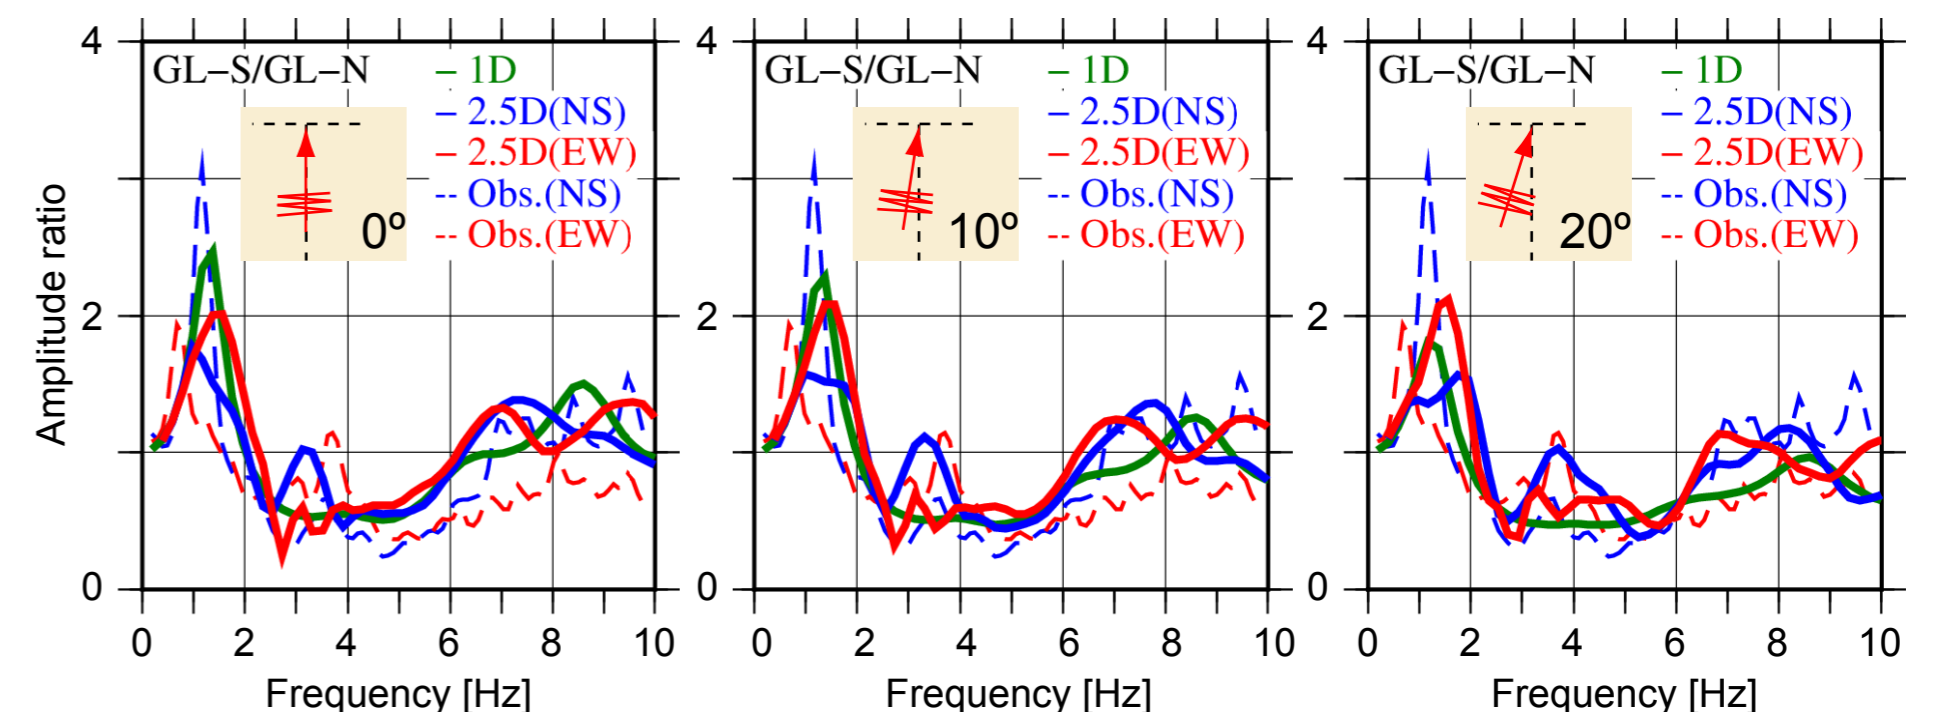 4
2
0
Amplitude ratio
GL–S/GL–N
– 1D
– 2.5D(NS)
– 2.5D(EW)
-- Obs.(NS)
-- Obs.(EW)
0º
0 2 4 6 8 10
Frequency [Hz]
4
2
0
GL–S/GL–N
– 1D
– 2.5D(NS)
– 2.5D(EW)
-- Obs.(NS)
-- Obs.(EW)
10º
0 2 4 6 8 10
Frequency [Hz]
4
2
0
GL–S/GL–N
– 1D
– 2.5D(NS)
– 2.5D(EW)
-- Obs.(NS)
-- Obs.(EW)
20º
0 2 4 6 8 10
Frequency [Hz]